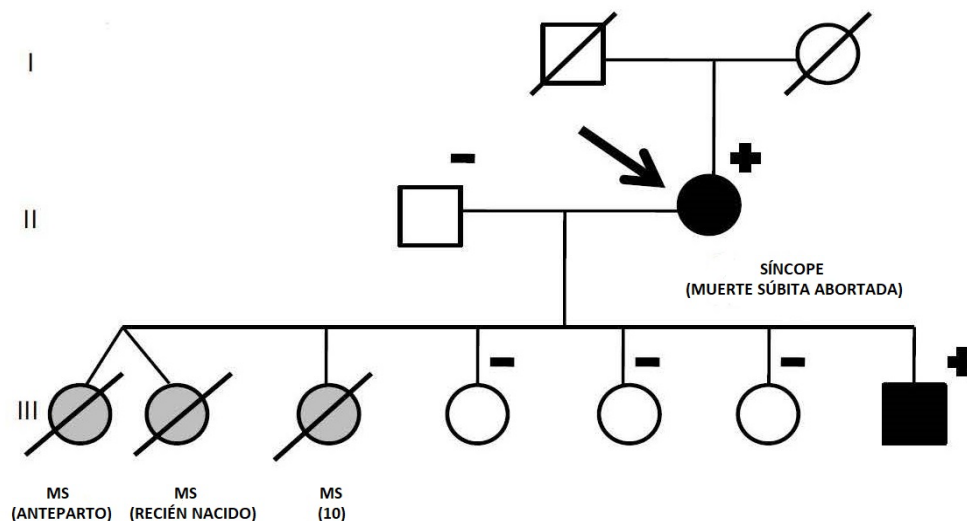 I
II
SÍNCOPE
(MUERTE SÚBITA ABORTADA)
III
MS
(ANTEPARTO)
MS
(RECIÉN NACIDO)
MS
(10)